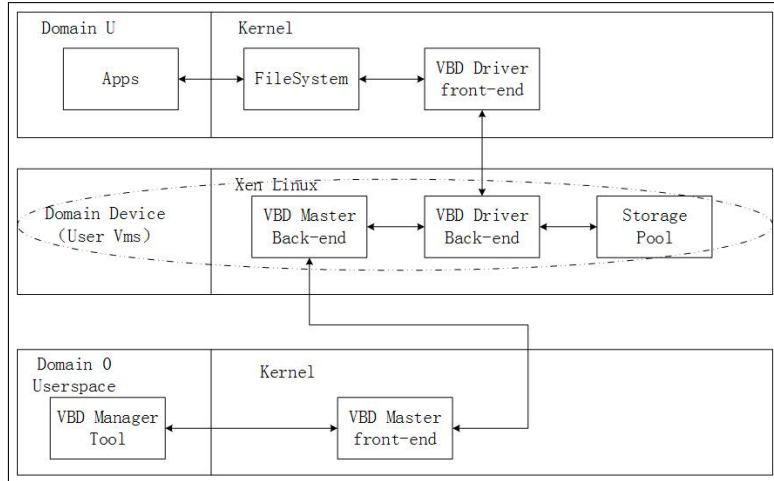 Domain U
Kernel
Apps
FileSystem
VBD Driver
front-end
Xen Linux
Domain Device
(User Vms)
VBD Master
Back-end
VBD Driver
Back-end
Storage
Pool
Domain 0
Userspace
Kernel
VBD Manager
Tool
VBD Master
front-end